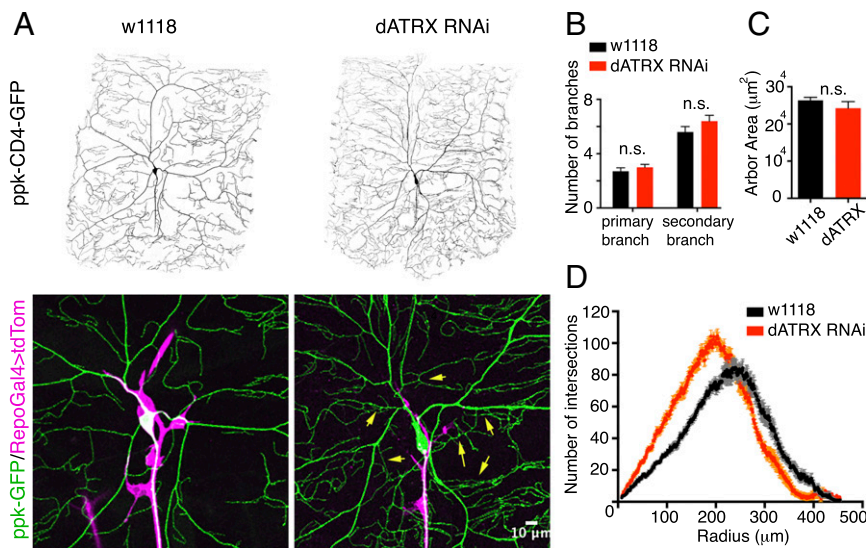 A
w1118
dATRX RNAi
ppk-CD4-GFP
ppk-GFP/RepoGal4>tdTom
10 µm
B
w1118
dATRX RNAi
Number of branches
8
4
0
n.s.
n.s.
primary
branch
secondary
branch
C
Arbor Area (µm²)
30 4
20 4
10 4
0
n.s.
w1118
dATRX
D
w1118
dATRX RNAi
Number of intersections
120
100
80
60
40
20
0
100
200
300
400
500
Radius (µm)